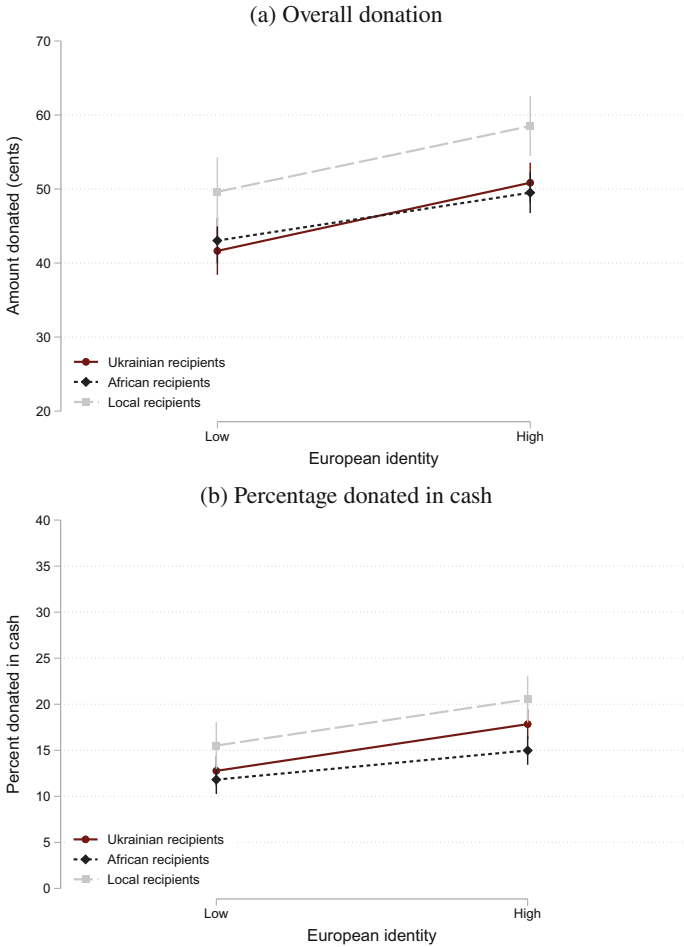 (a) Overall donation
70
60
50
40
30
20
Amount donated (cents)
Ukrainian recipients
African recipients
Local recipients
Low
High
European identity
(b) Percentage donated in cash
40
35
30
25
20
15
10
5
0
Percent donated in cash
Ukrainian recipients
African recipients
Local recipients
Low
High
European identity